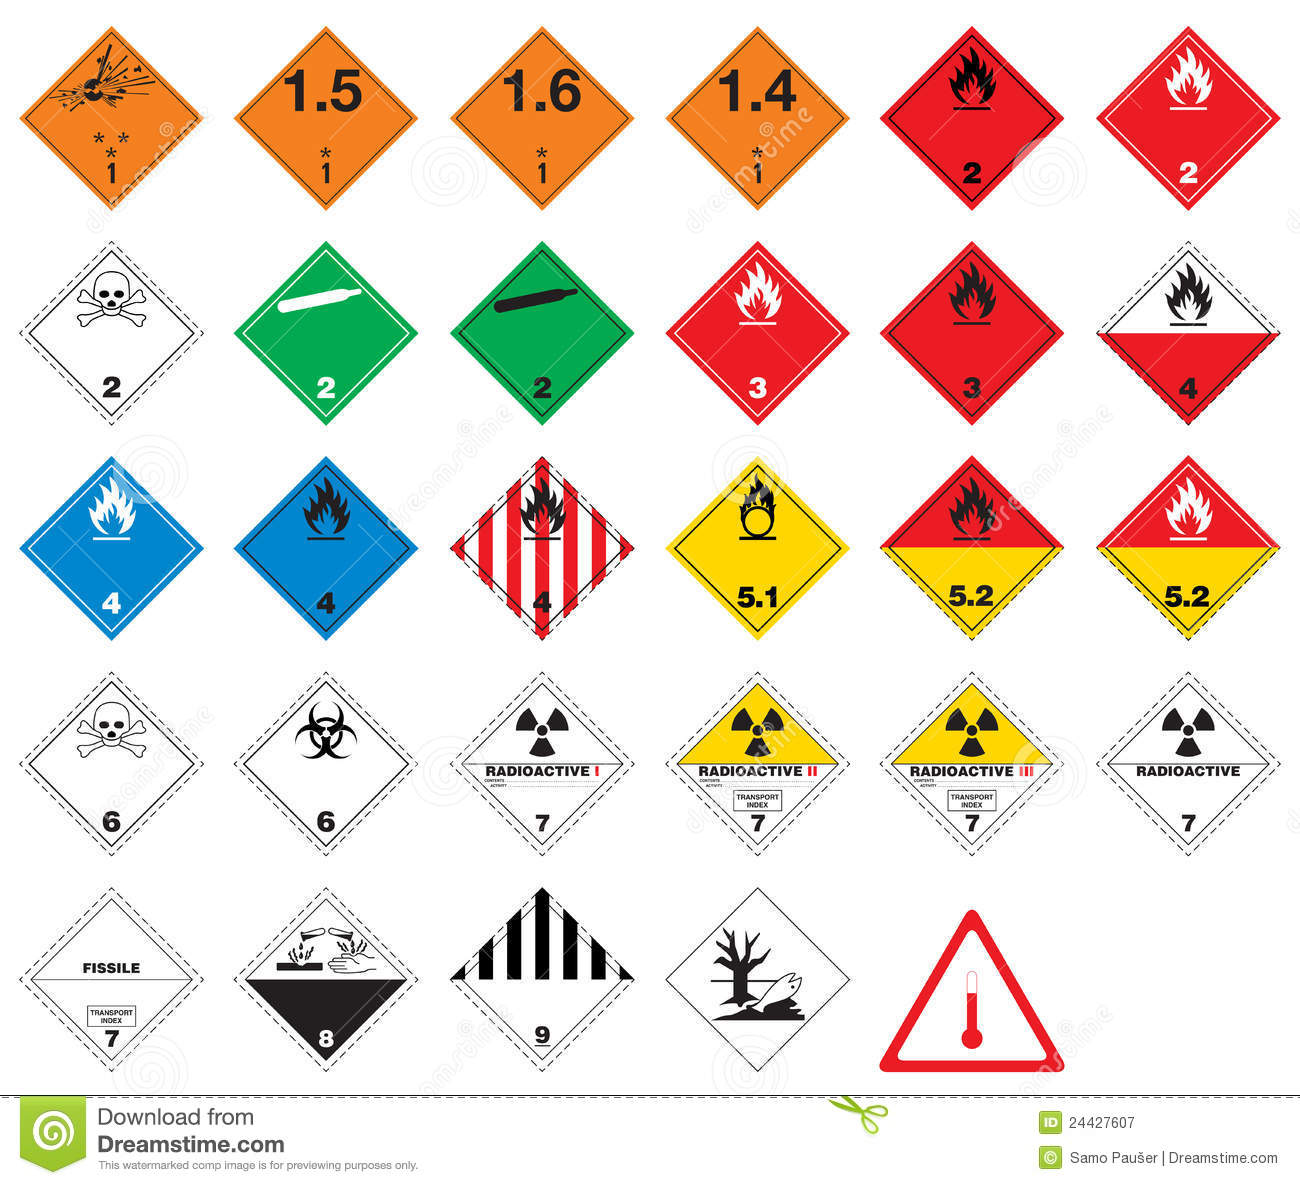 * *
*
1
1.5
*
1
1.6
*
1
1.4
*
1
2
2
2
2
2
3
3
4
4
4
4
5.1
5.2
5.2
6
6
RADIOACTIVE I
CONTENTS
ACTIVITY
7
RADIOACTIVE II
CONTENTS
ACTIVITY
TRANSPORT
INDEX
7
RADIOACTIVE III
CONTENTS
ACTIVITY
TRANSPORT
INDEX
7
RADIOACTIVE
7
FISSILE
TRANSPORT
INDEX
7
8
9
Download from
Dreamstime.com
This watermarked comp image is for previewing purposes only.
ID 24427607
© Samo Paušer | Dreamstime.com